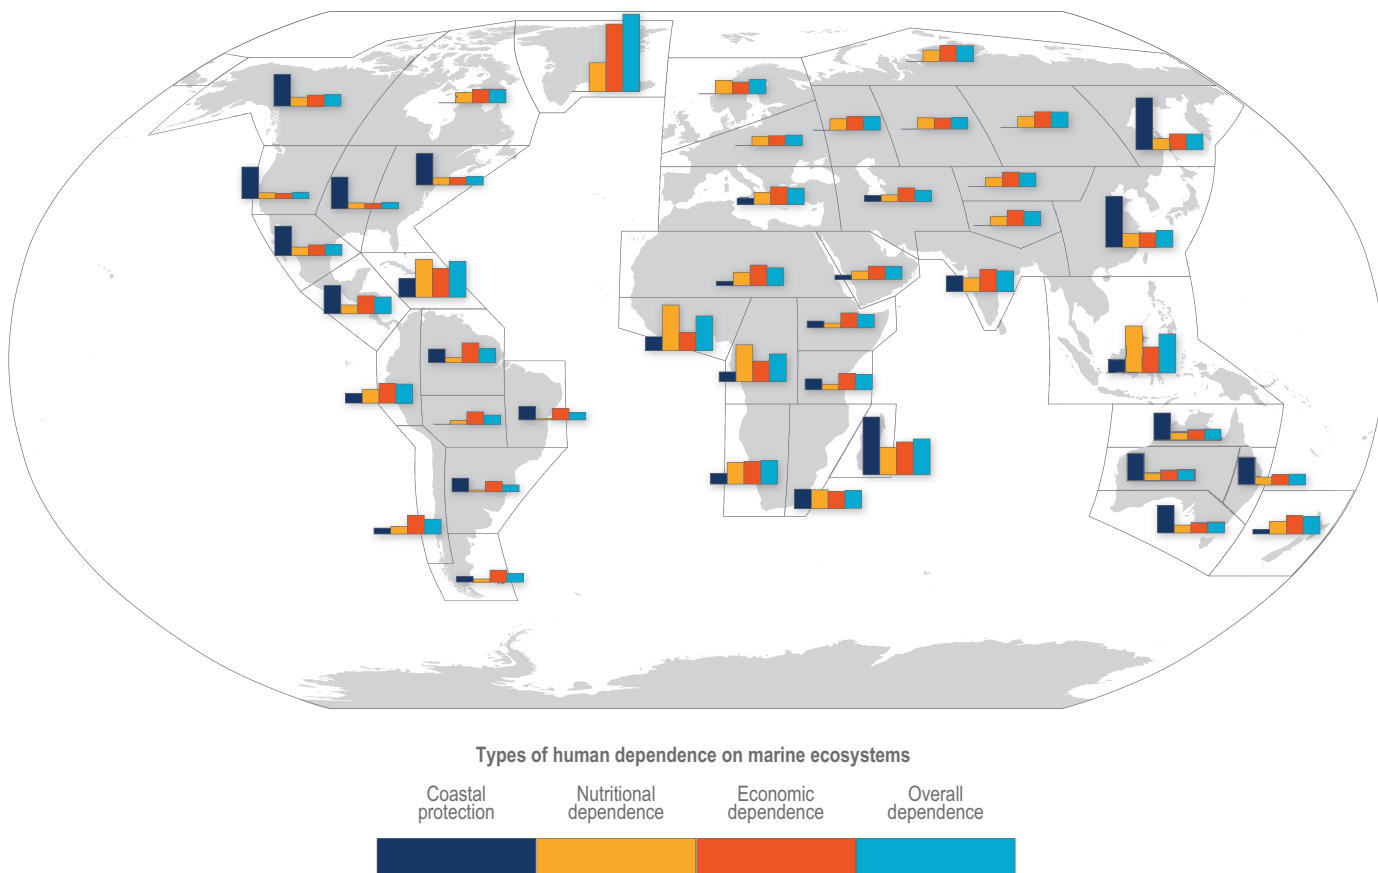 Types of human dependence on marine ecosystems
Coastal
protection
Nutritional
dependence
Economic
dependence
Overall
dependence